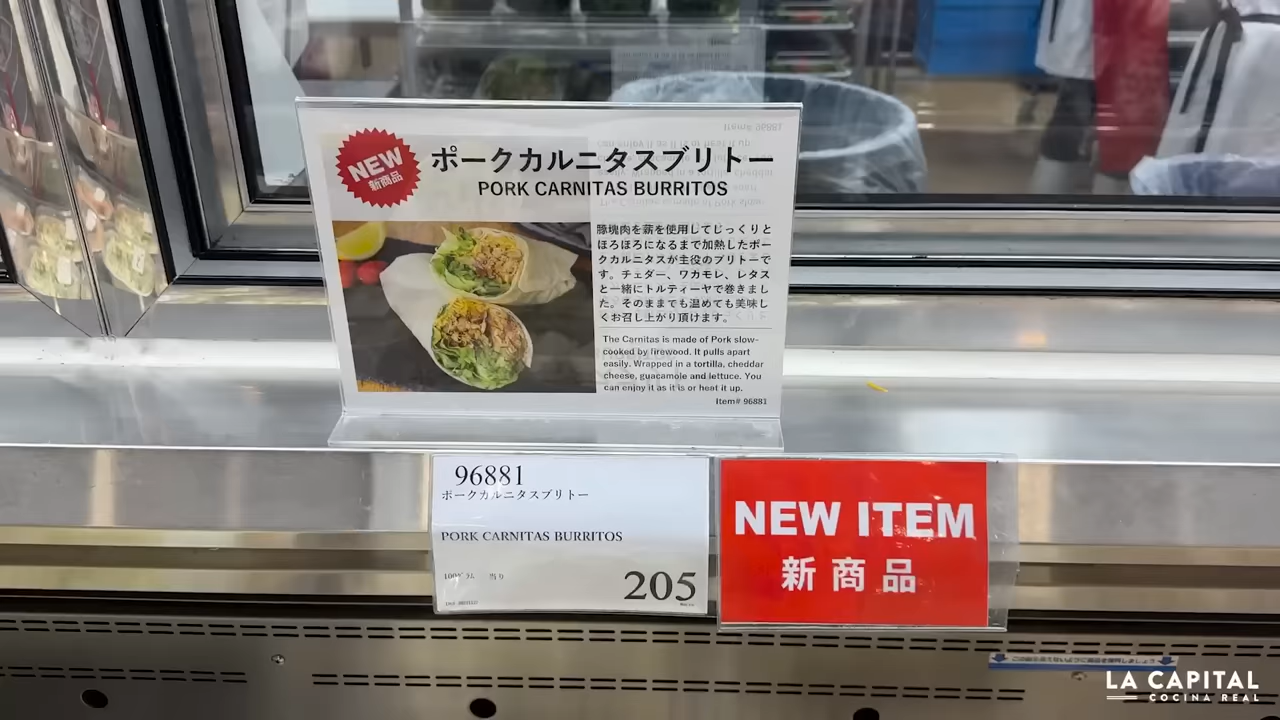 NEW
新商品
ポークカルニタスブリトー
PORK CARNITAS BURRITOS
豚塊肉を薪を使用してじっくりと
ほろほろになるまで加熱したポー
クカルニタスが主役のブリトーで
す。チェダー、ワカモレ、レタス
と一緒にトルティーヤで巻きまし
た。そのままでも温めても美味し
くお召し上がり頂けます。
The Carnitas is made of Pork slow-
cooked by firewood. It pulls apart
easily. Wrapped in a tortilla, cheddar
cheese, guacamole and lettuce. You
can enjoy it as it is or heat it up.
Item# 96881
96881
ポークカルニタスブリトー
PORK CARNITAS BURRITOS
100グラム 当り
205
NEW ITEM
新商品
LA CAPITAL
COCINA REAL